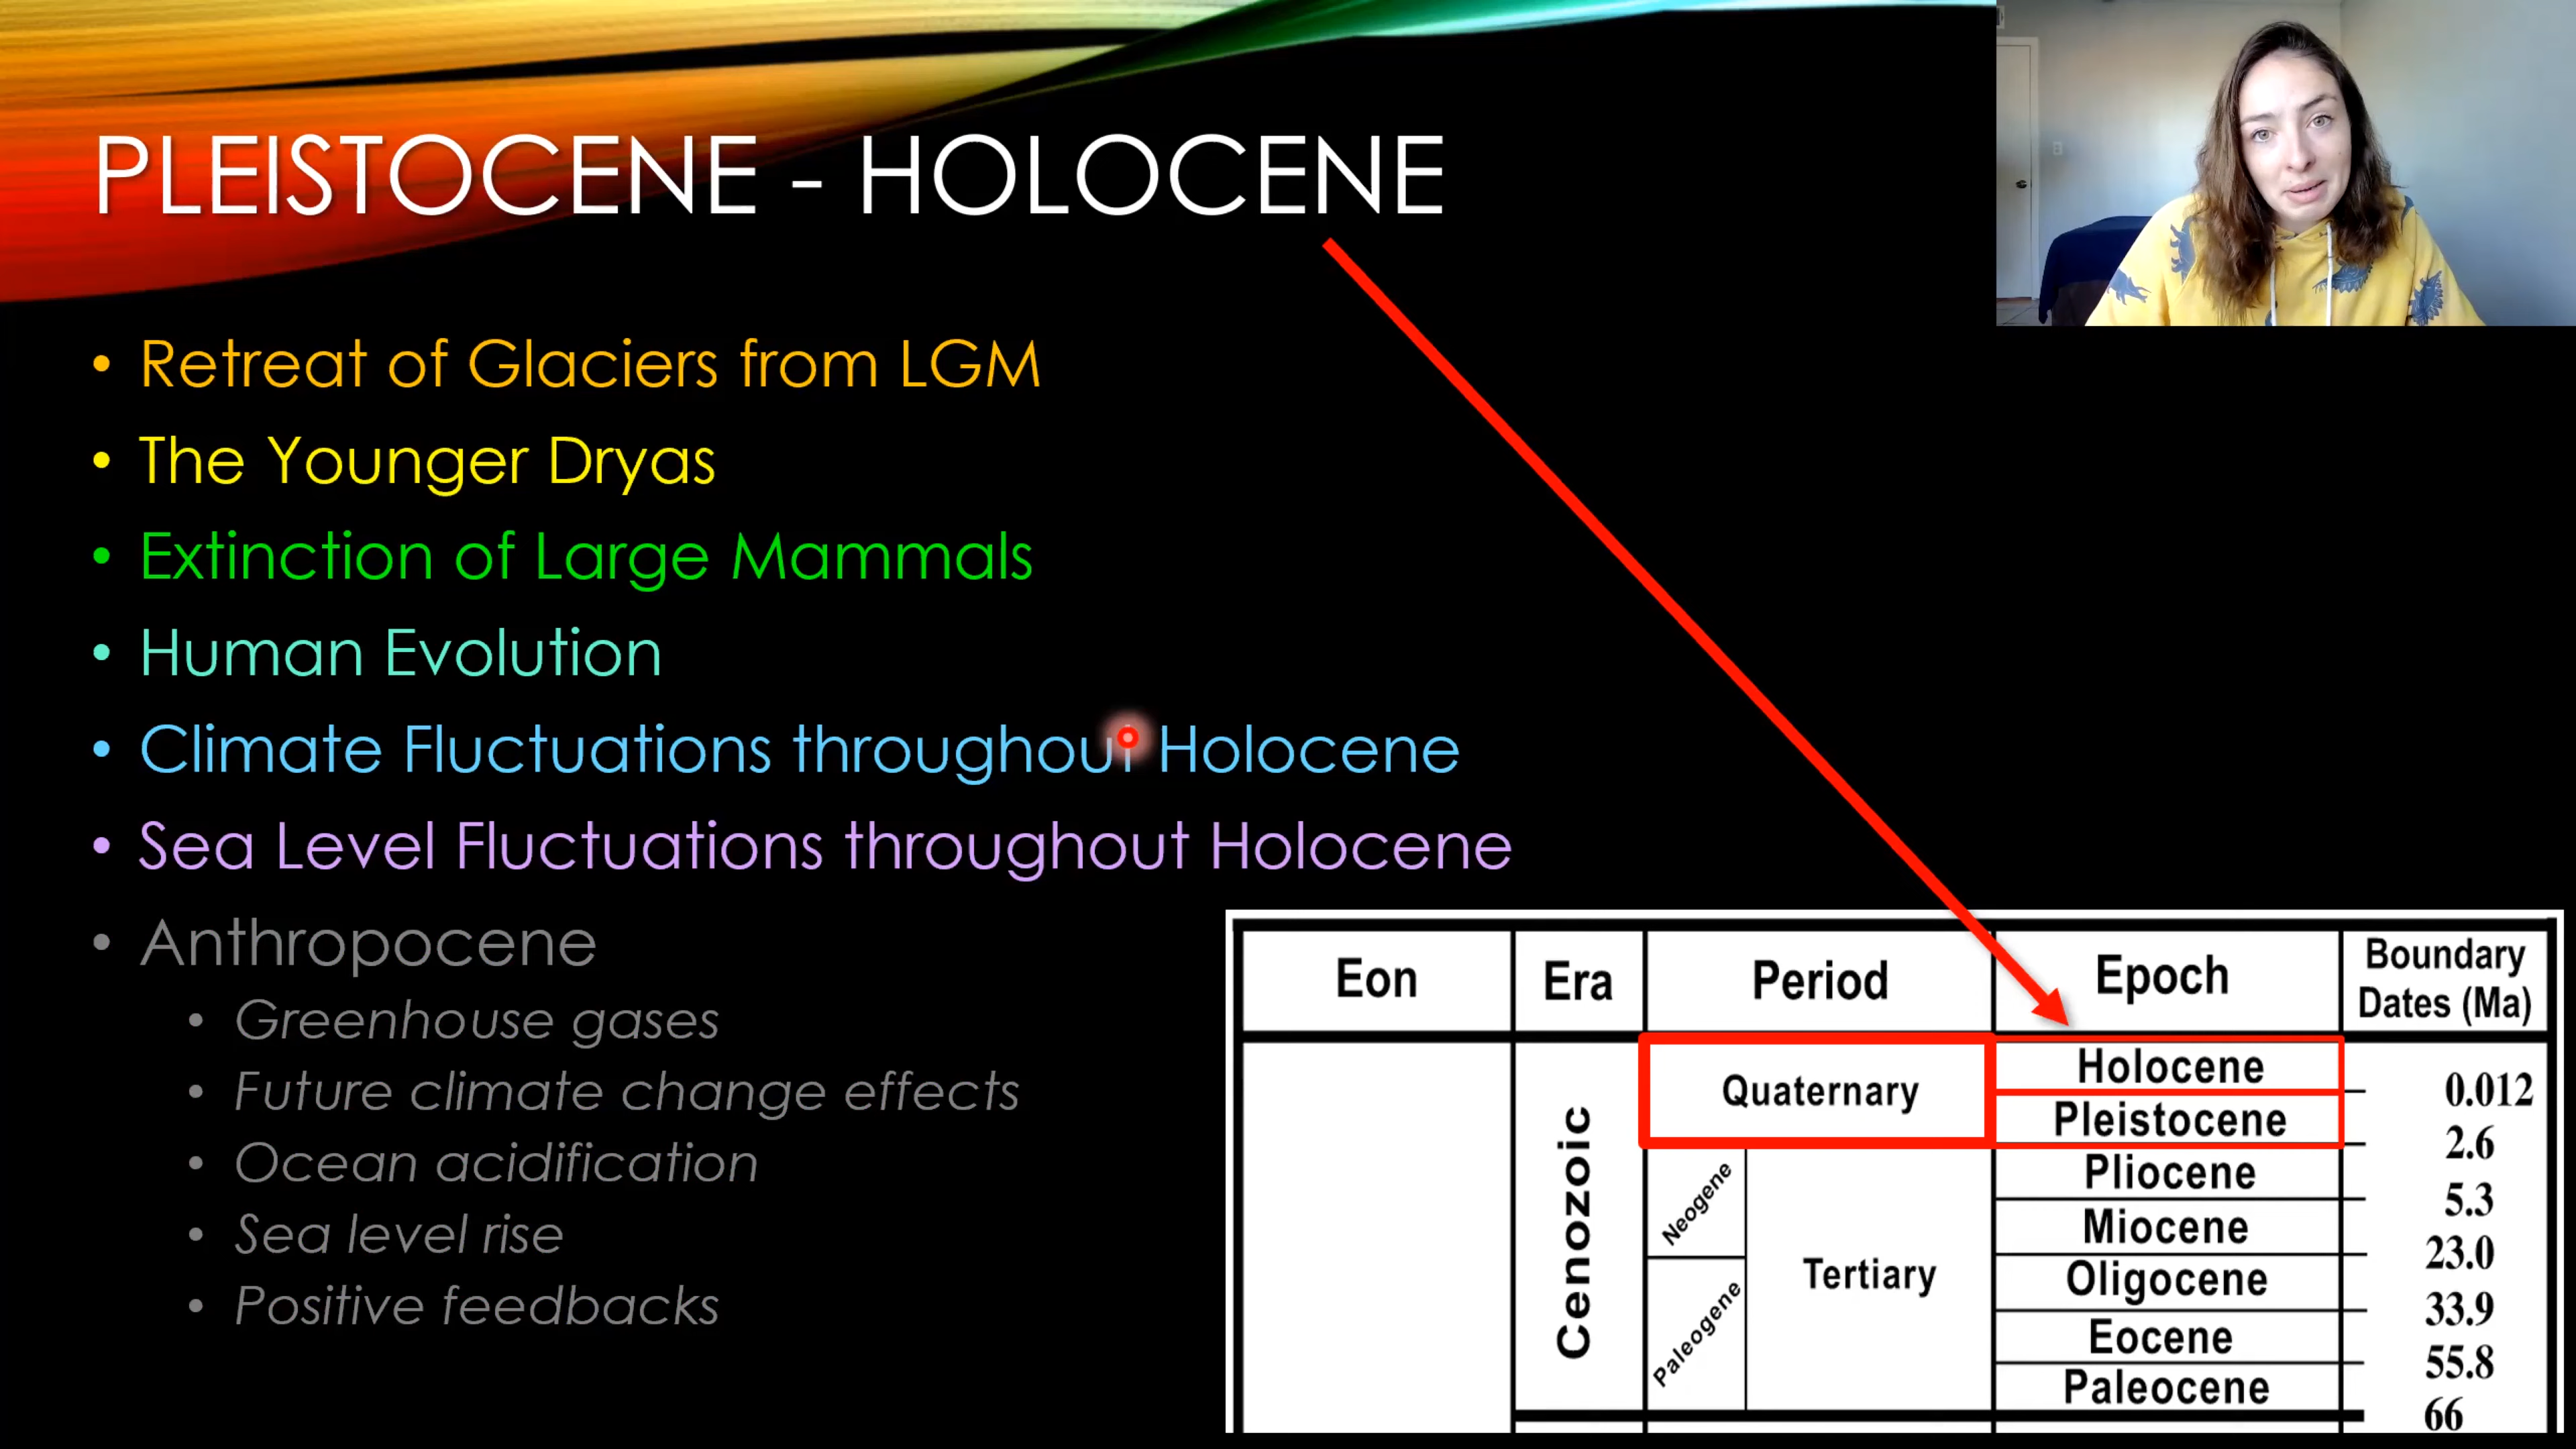 PLEISTOCENE - HOLOCENE
• Retreat of Glaciers from LGM
• The Younger Dryas
• Extinction of Large Mammals
• Human Evolution
• Climate Fluctuations throughout Holocene
• Sea Level Fluctuations throughout Holocene
• Anthropocene
• Greenhouse gases
• Future climate change effects
• Ocean acidification
• Sea level rise
• Positive feedbacks
Eon Era Period Epoch Boundary Dates (Ma)
Cenozoic
Quaternary
Neogene
Paleogene
Tertiary
Holocene
0.012
Pleistocene
2.6
Pliocene
5.3
Miocene
23.0
Oligocene
33.9
Eocene
55.8
Paleocene
66